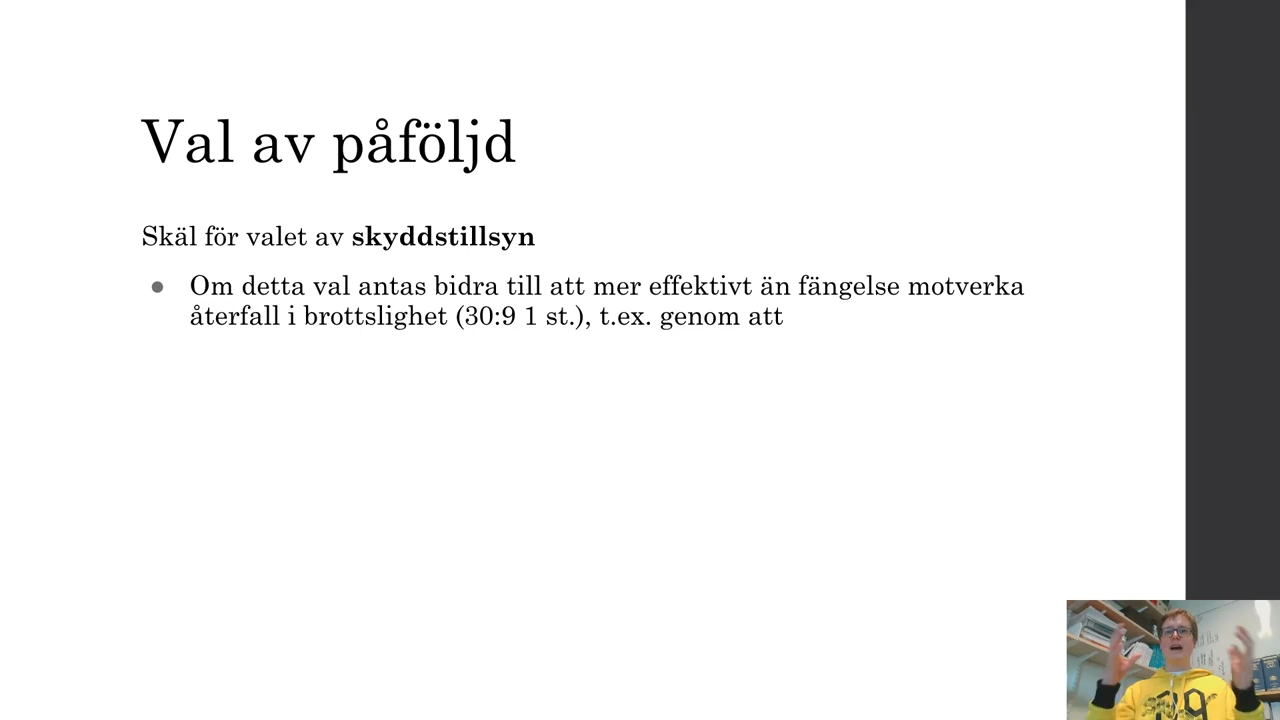 Val av påföljd
Skäl för valet av skyddstillsyn
Om detta val antas bidra till att mer effektivt än fängelse motverka
återfall i brottslighet (30:9 1 st.), t.ex. genom att